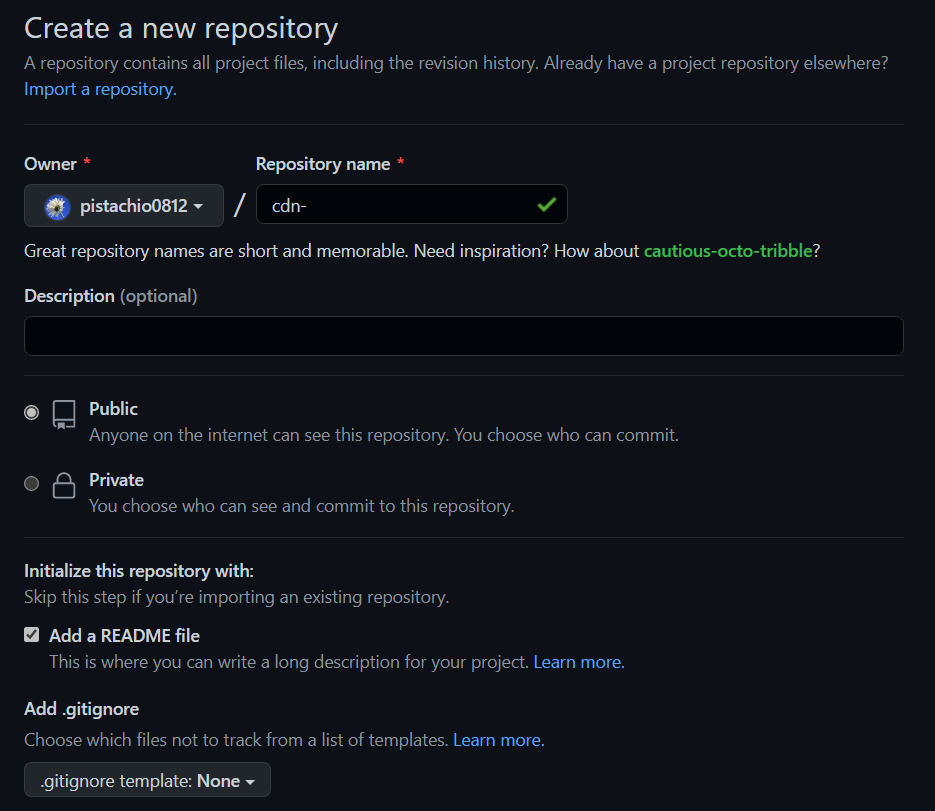 Create a new repository
A repository contains all project files, including the revision history. Already have a project repository elsewhere?
Import a repository.
Owner * Repository name *
pistachio0812 / cdn-
Great repository names are short and memorable. Need inspiration? How about cautious-octo-tribble?
Description (optional)
Public
Anyone on the internet can see this repository. You choose who can commit.
Private
You choose who can see and commit to this repository.
Initialize this repository with:
Skip this step if you’re importing an existing repository.
Add a README file
This is where you can write a long description for your project. Learn more.
Add .gitignore
Choose which files not to track from a list of templates. Learn more.
.gitignore template: None